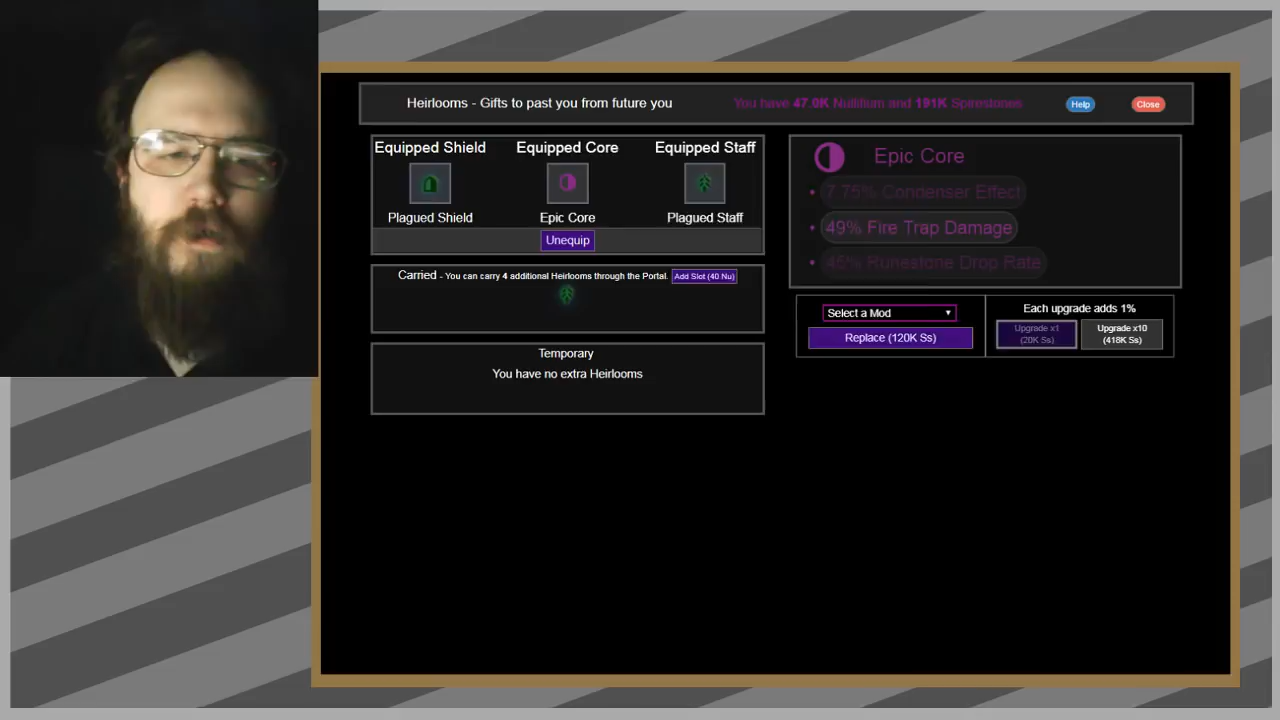 Heirlooms - Gifts to past you from future you
You have 47.0K Nullifium and 191K Spirestones
Help
Close
Equipped Shield
Equipped Core
Equipped Staff
Plagued Shield
Epic Core
Plagued Staff
Unequip
Carried - You can carry 4 additional Heirlooms through the Portal.
Add Slot (40 Nu)
Temporary
You have no extra Heirlooms
Epic Core
• 7.75% Condenser Effect
• 49% Fire Trap Damage
• 45% Runestone Drop Rate
Select a Mod
Replace (120K Ss)
Each upgrade adds 1%
Upgrade x1
(20K Ss)
Upgrade x10
(418K Ss)